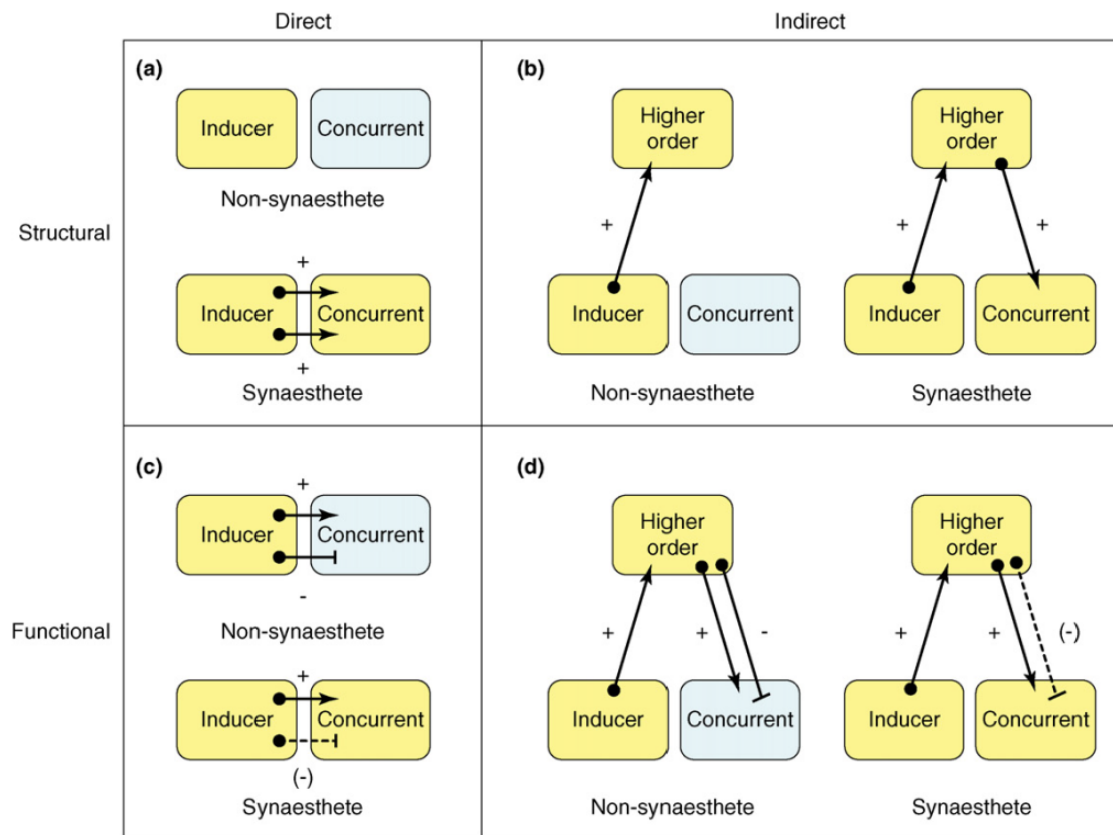 Direct
Indirect
Structural
(a)
Inducer
Concurrent
Non-synaesthete
+
Inducer
Concurrent
+
Synaesthete
(b)
Higher
order
+
Inducer
Concurrent
Non-synaesthete
Higher
order
+
+
Inducer
Concurrent
Synaesthete
Functional
(c)
+
Inducer
Concurrent
-
Non-synaesthete
+
Inducer
Concurrent
(-)
Synaesthete
(d)
Higher
order
+
+
-
Inducer
Concurrent
Non-synaesthete
Higher
order
+
+
(-)
Inducer
Concurrent
Synaesthete